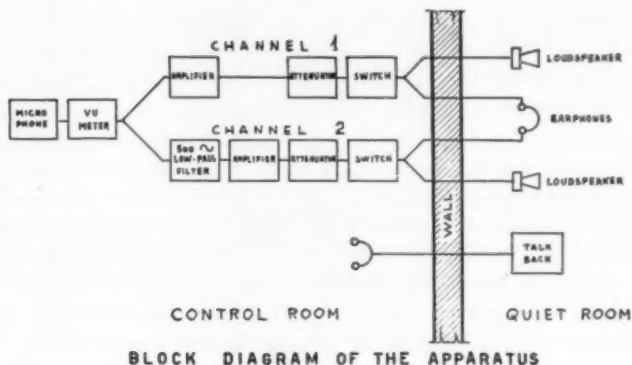 CHANNEL 1
AMPLIFIER
ATTENUATOR
SWITCH
LOUDSPEAKER
MICRO
PHONE
VU
METER
EARPHONES
CHANNEL 2
500 ~
LOW-PASS
FILTER
AMPLIFIER
ATTENUATOR
SWITCH
LOUDSPEAKER
WALL
TALK
BACK
CONTROL ROOM
QUIET ROOM
BLOCK DIAGRAM OF THE APPARATUS